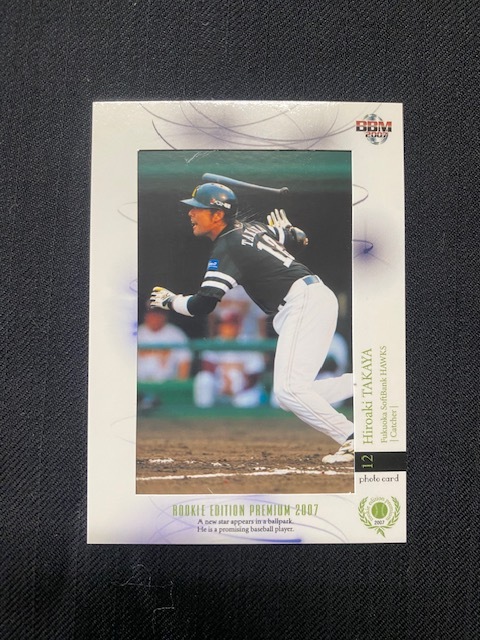 BBM
2007
12 Hiroaki TAKAYA
Fukuoka SoftBank HAWKS
| Catcher |
photo card
2007
ROOKIE EDITION PREMIUM 2007
A new star appears in a ballpark.
He is a promising baseball player.